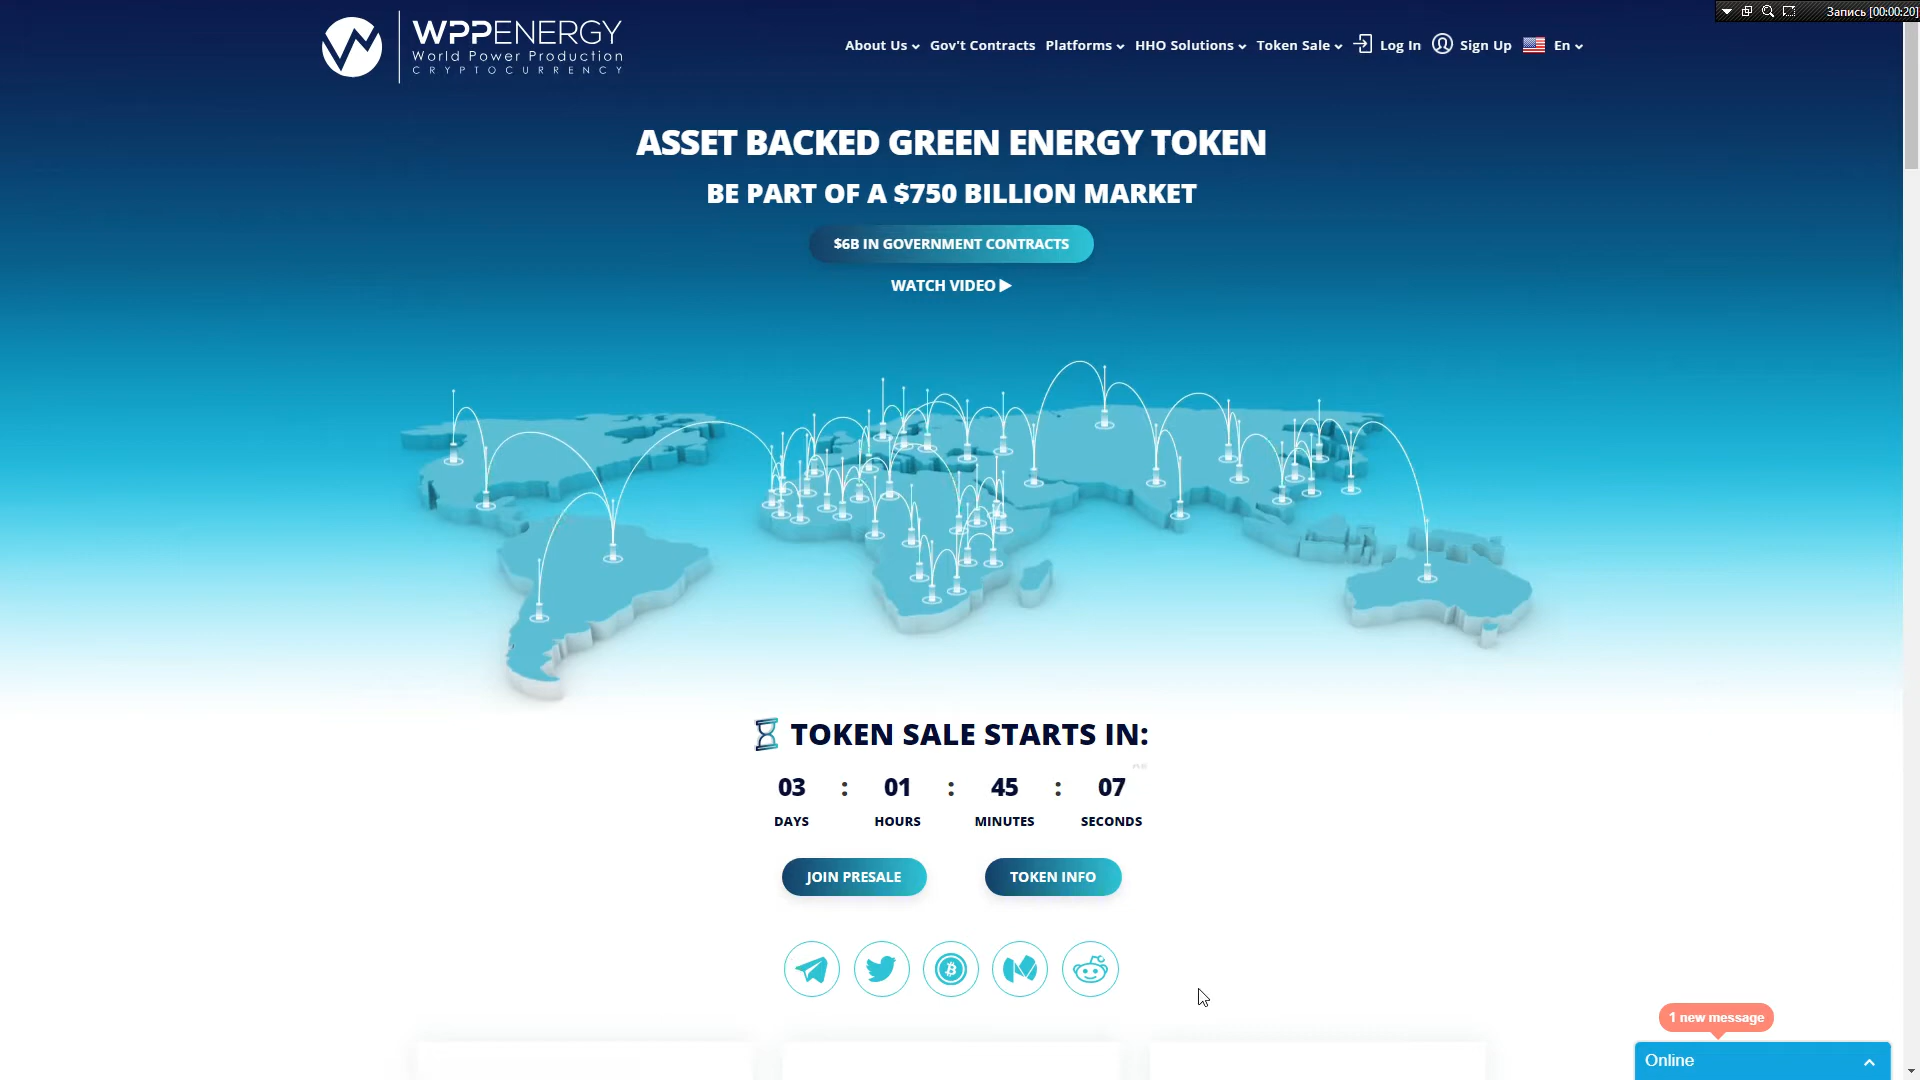 Запись [00:00:20]
WPPENERGY
World Power Production
CRYPTOCURRENCY
About Us
Gov't Contracts
Platforms
HHO Solutions
Token Sale
Log In
Sign Up
En
ASSET BACKED GREEN ENERGY TOKEN
BE PART OF A $750 BILLION MARKET
$6B IN GOVERNMENT CONTRACTS
WATCH VIDEO
TOKEN SALE STARTS IN:
03 : 01 : 45 : 07
DAYS HOURS MINUTES SECONDS
JOIN PRESALE
TOKEN INFO
1 new message
Online